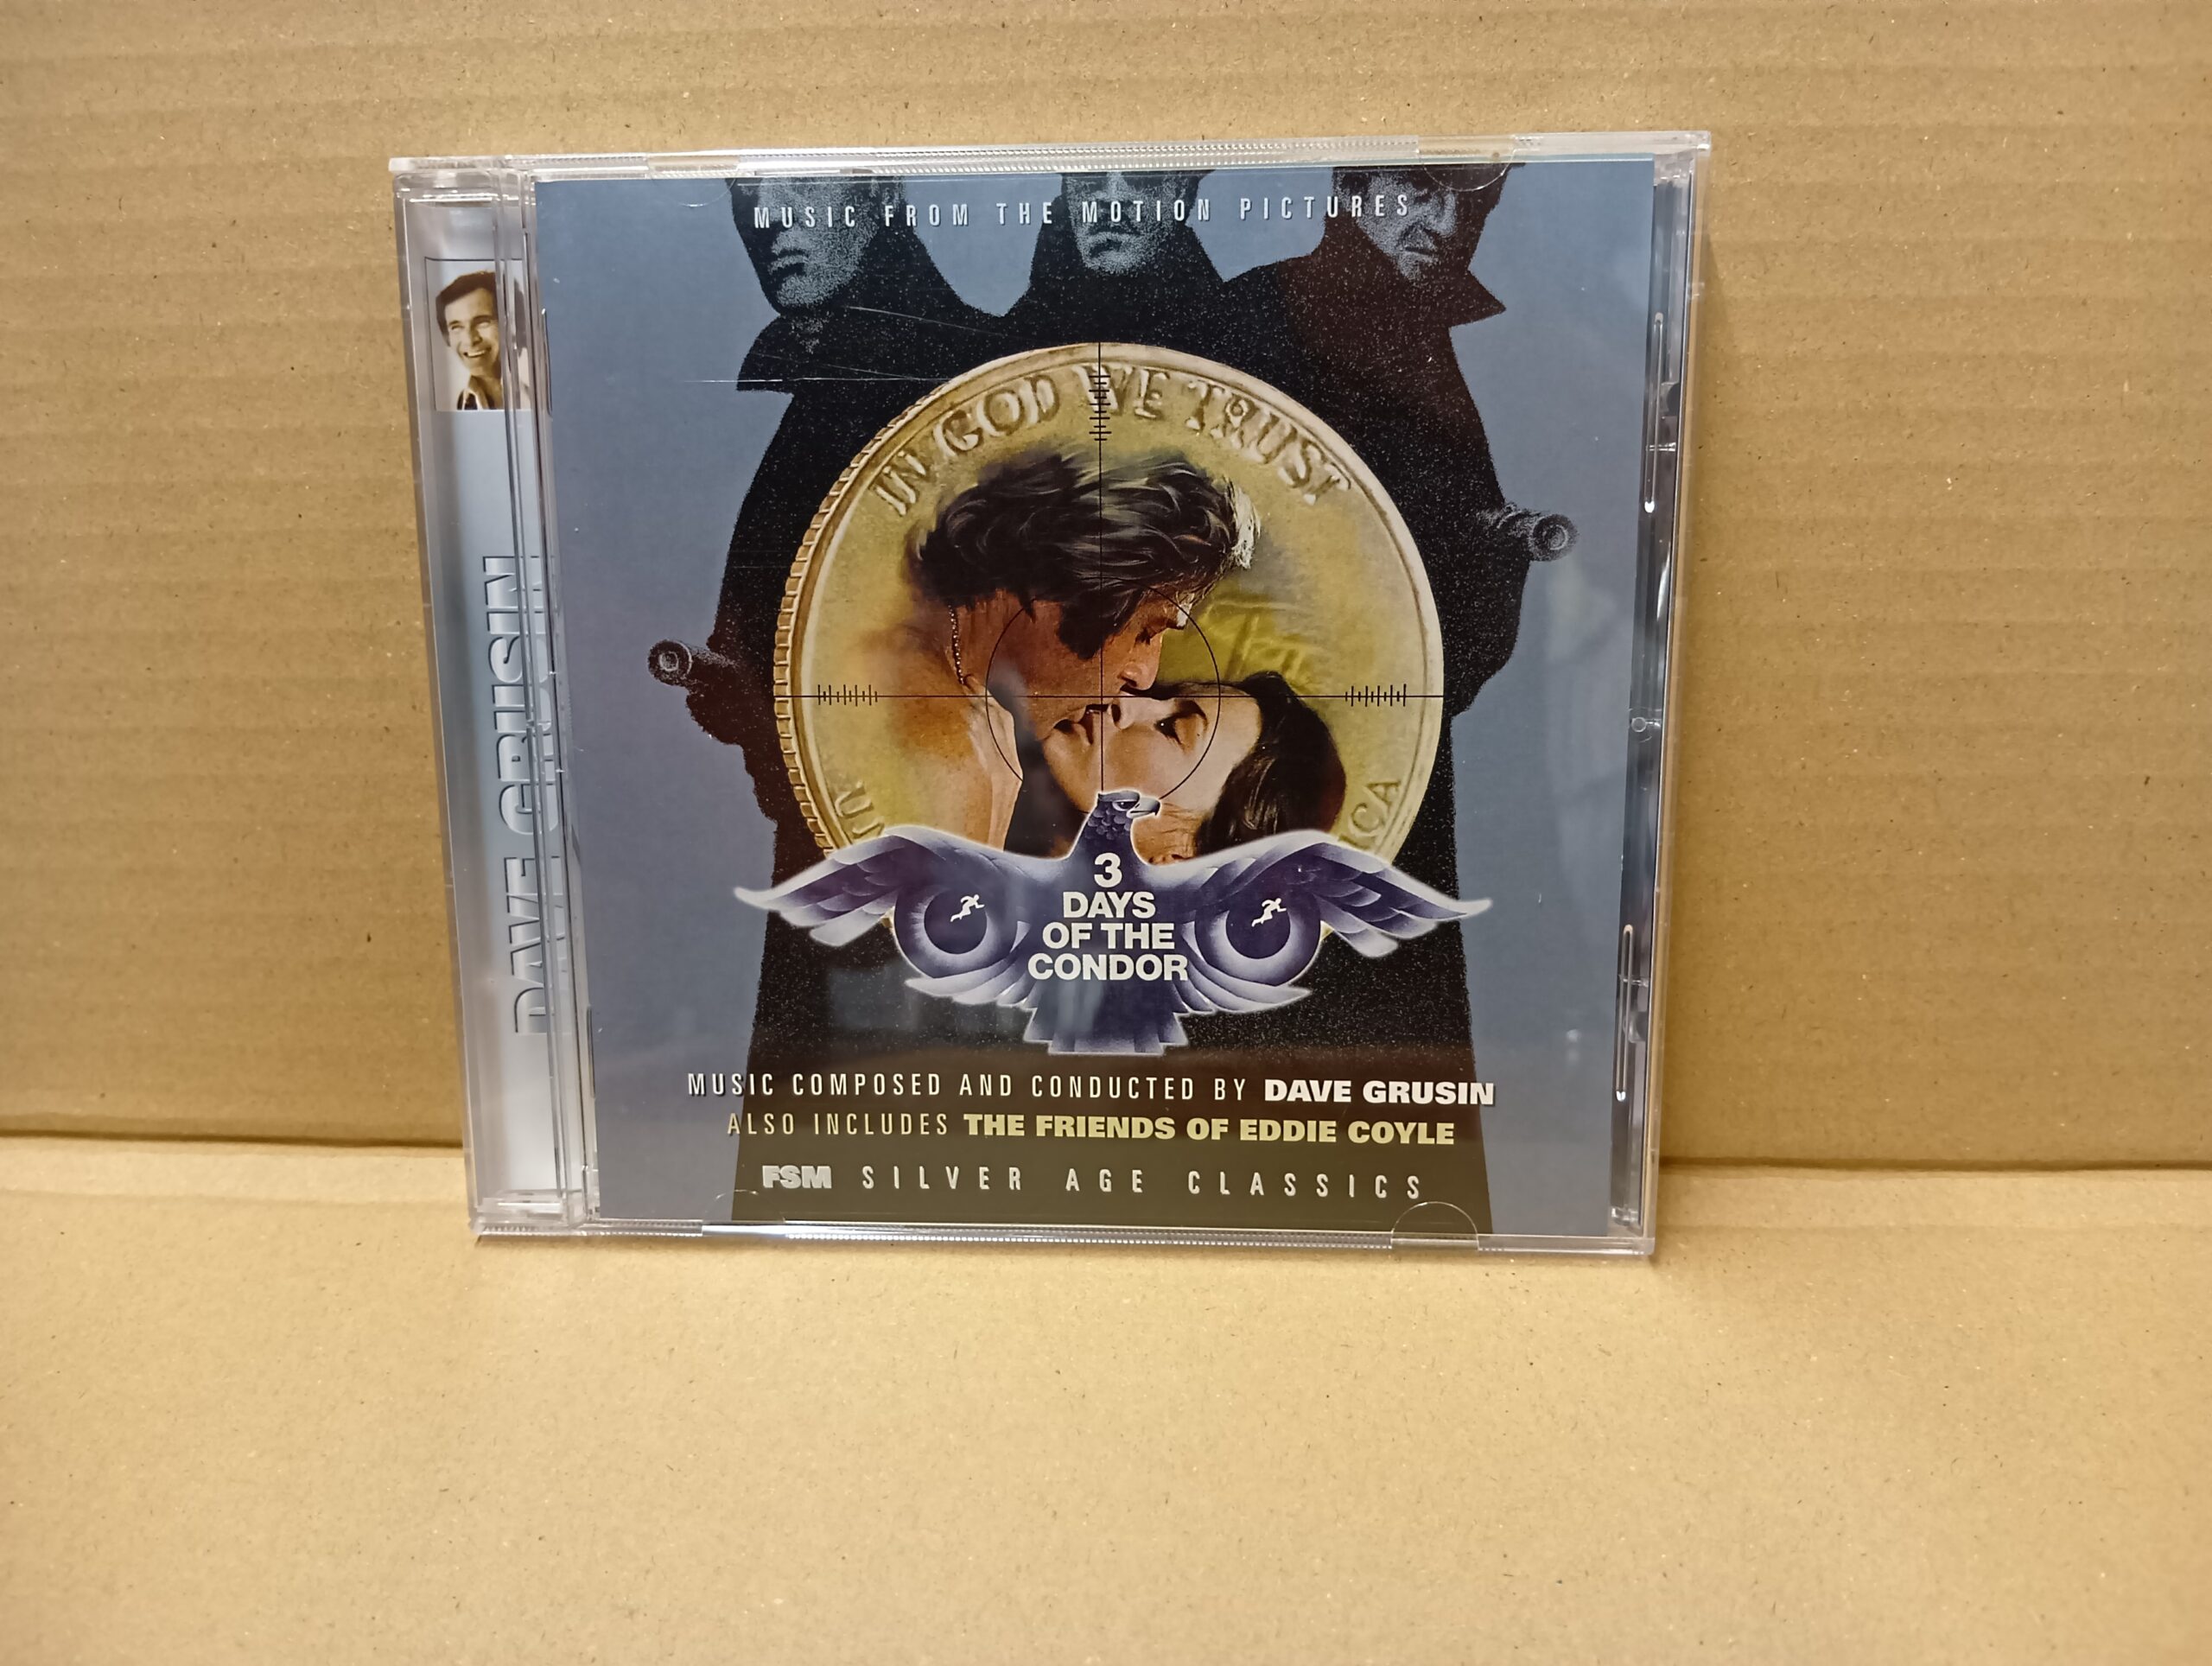 MUSIC FROM THE MOTION PICTURES
IN GOD WE TRUST
3
DAYS
OF THE
CONDOR
MUSIC COMPOSED AND CONDUCTED BY DAVE GRUSIN
ALSO INCLUDES THE FRIENDS OF EDDIE COYLE
FSM SILVER AGE CLASSICS
DAVE GRUSIN